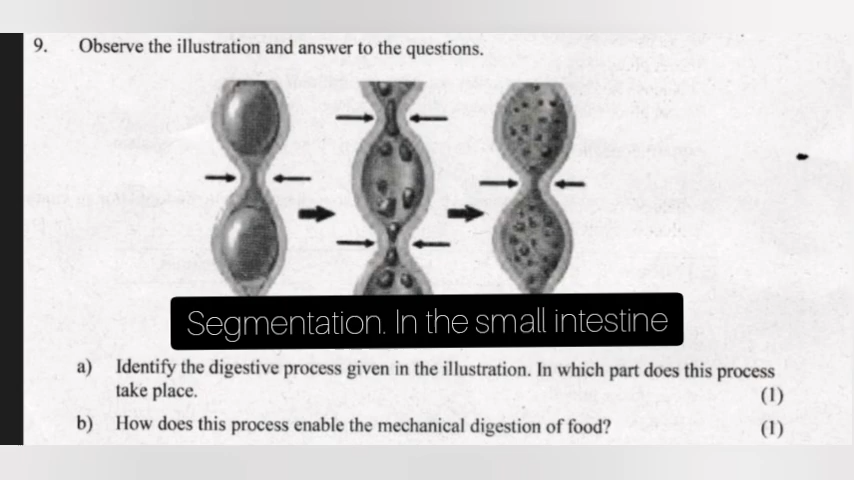 9. Observe the illustration and answer to the questions.
Segmentation. In the small intestine
a) Identify the digestive process given in the illustration. In which part does this process
take place. (1)
b) How does this process enable the mechanical digestion of food? (1)